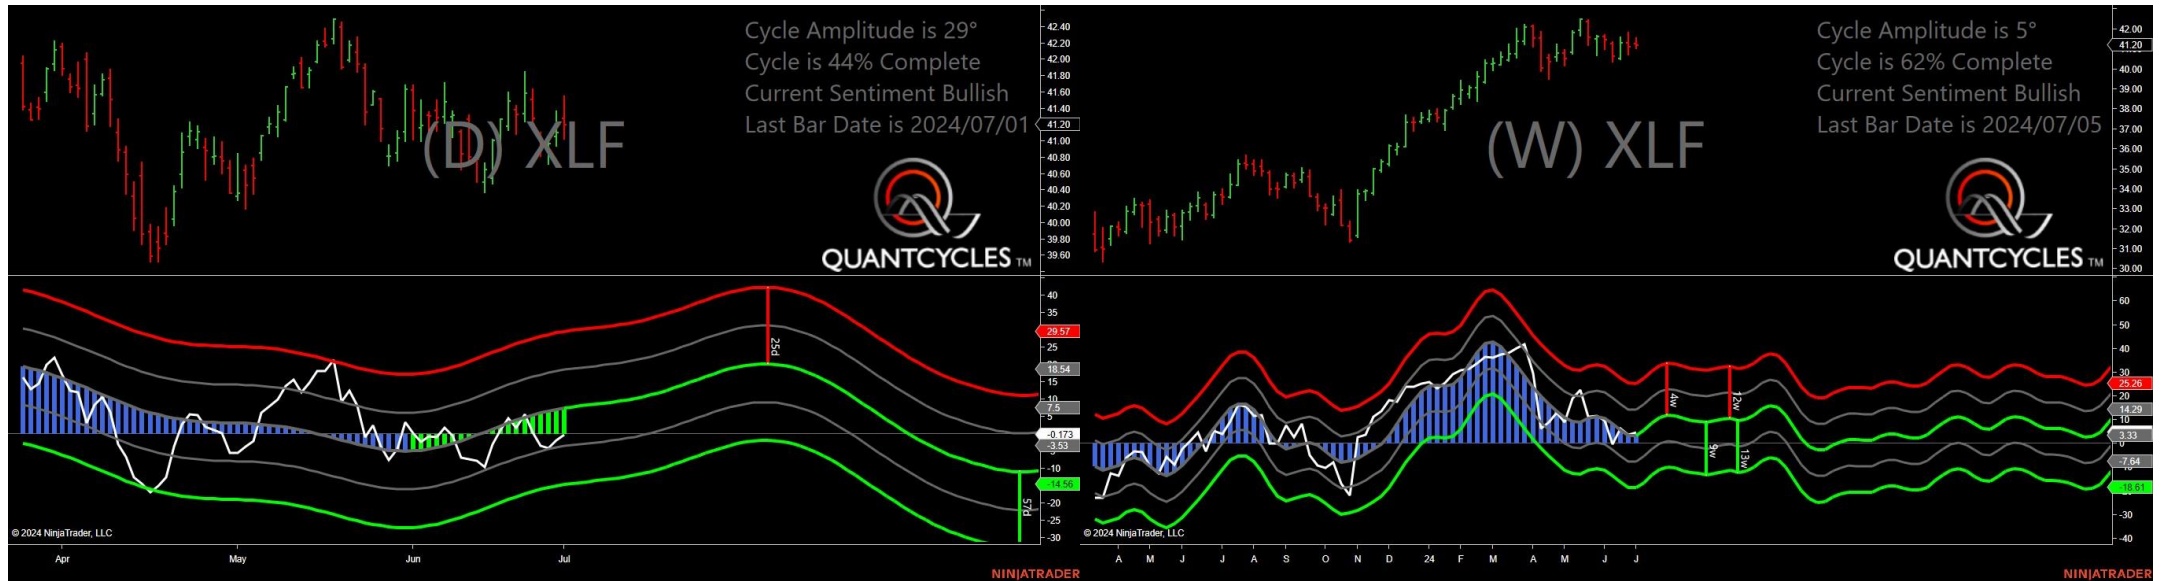 Cycle Amplitude is 29°
Cycle is 44% Complete
Current Sentiment Bullish
Last Bar Date is 2024/07/01
(D) XLF
QUANTCYCLES TM
42.40
42.20
42.00
41.80
41.60
41.40
41.20
41.00
40.80
40.60
40.40
40.20
40.00
39.80
39.60
40
35
29.57
25
18.54
15
10
7.5
5
-0.173
-3.53
-10
-14.56
-20
-25
-30
25d
57d
© 2024 NinjaTrader, LLC
Apr May Jun Jul
NINJATRADER
Cycle Amplitude is 5°
Cycle is 62% Complete
Current Sentiment Bullish
Last Bar Date is 2024/07/05
(W) XLF
QUANTCYCLES TM
42.00
41.20
40.00
39.00
38.00
37.00
36.00
35.00
34.00
33.00
32.00
31.00
30.00
60
50
40
30
25.26
14.29
10
3.33
0
-7.64
-18.61
-30
-40
4w
12w
9w
13w
© 2024 NinjaTrader, LLC
A M J J A S O N D 24 F M A M J J
NINJATRADER